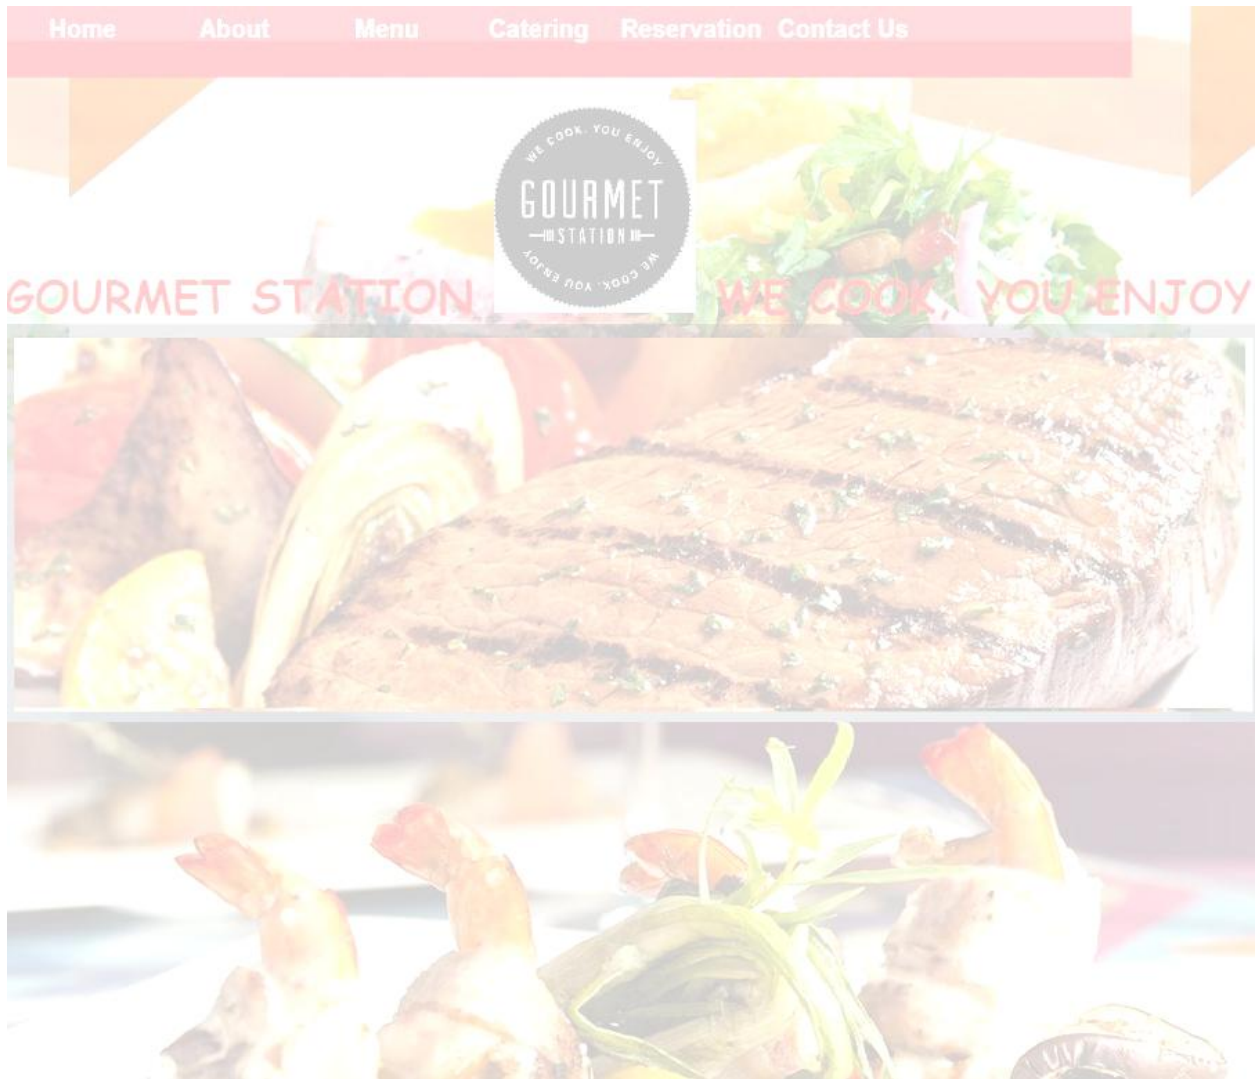 Home About Menu Catering Reservation Contact Us
WE COOK. YOU ENJOY
GOURMET
STATION
WE COOK. YOU ENJOY
GOURMET STATION WE COOK, YOU ENJOY